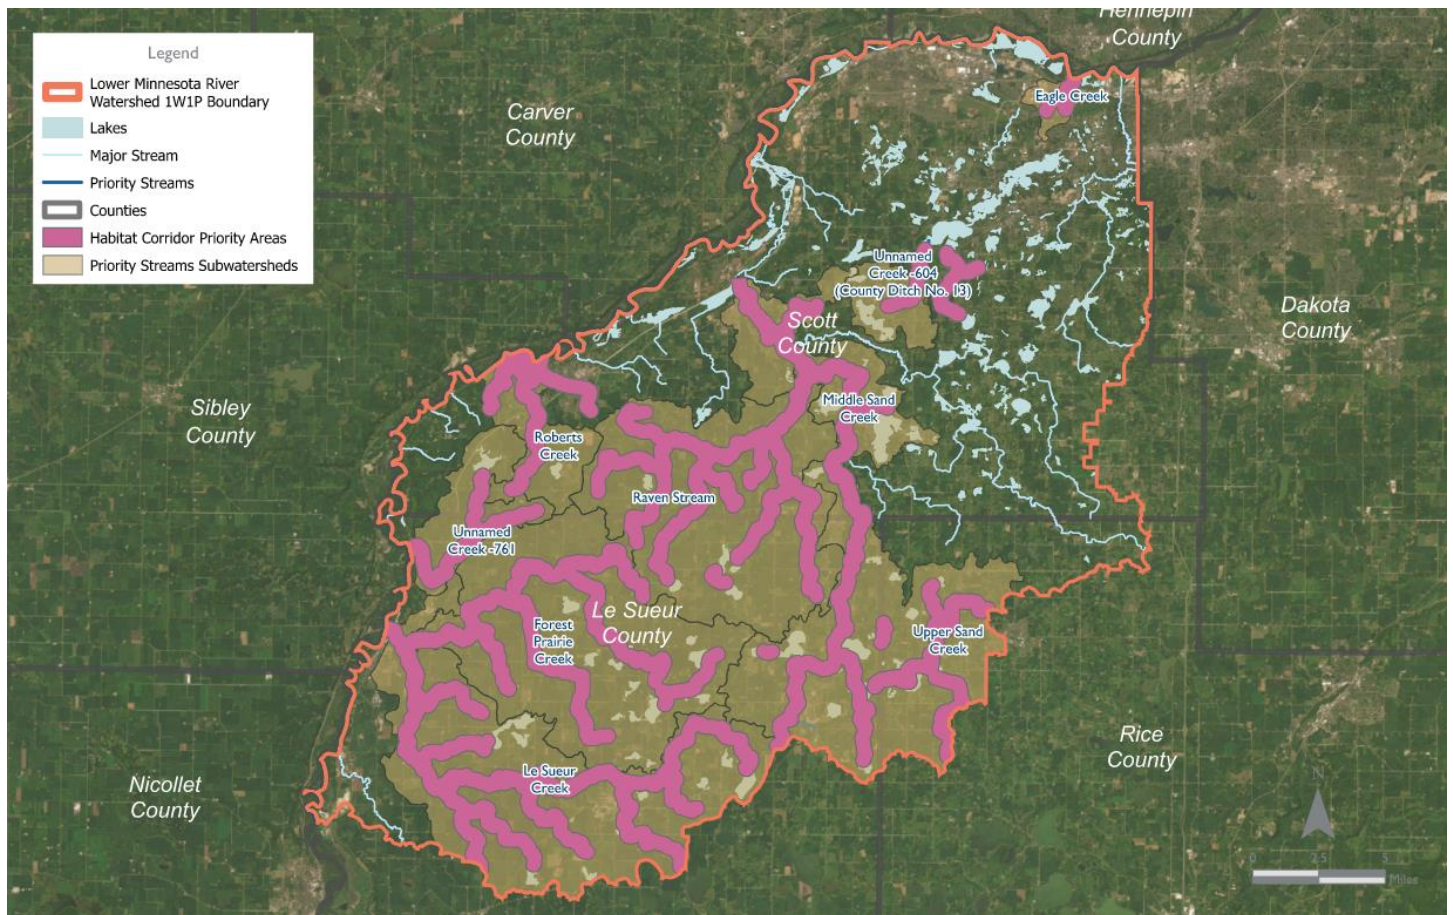 Hennepin
County
Legend
Lower Minnesota River
Watershed 1W1P Boundary
Lakes
Major Stream
Priority Streams
Counties
Habitat Corridor Priority Areas
Priority Streams Subwatersheds
Carver
County
Eagle Creek
Unnamed
Creek -604
(County Ditch No. 13)
Scott
County
Dakota
County
Sibley
County
Middle Sand
Creek
Roberts
Creek
Raven Stream
Unnamed
Creek -761
Le Sueur
County
Forest
Prairie
Creek
Upper Sand
Creek
Rice
County
Nicollet
County
Le Sueur
Creek
N
0 2.5 5
Miles